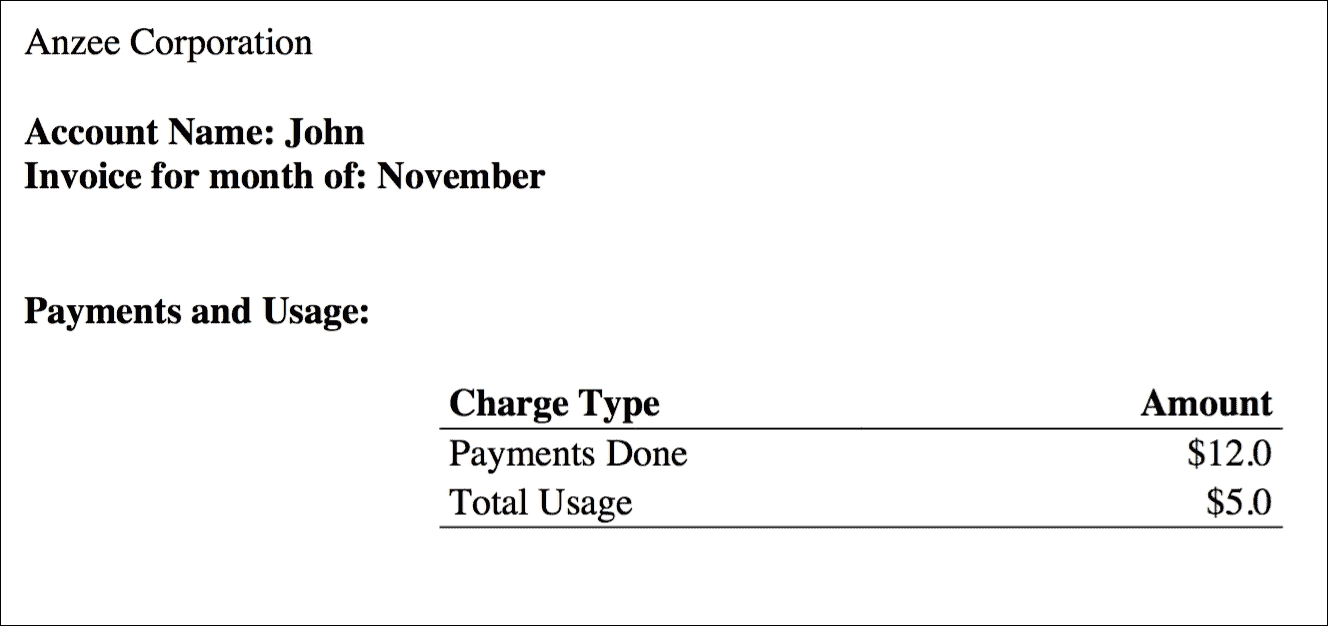 Anzee Corporation
Account Name: John
Invoice for month of: November
Payments and Usage:
Charge Type Amount
Payments Done $12.0
Total Usage $5.0